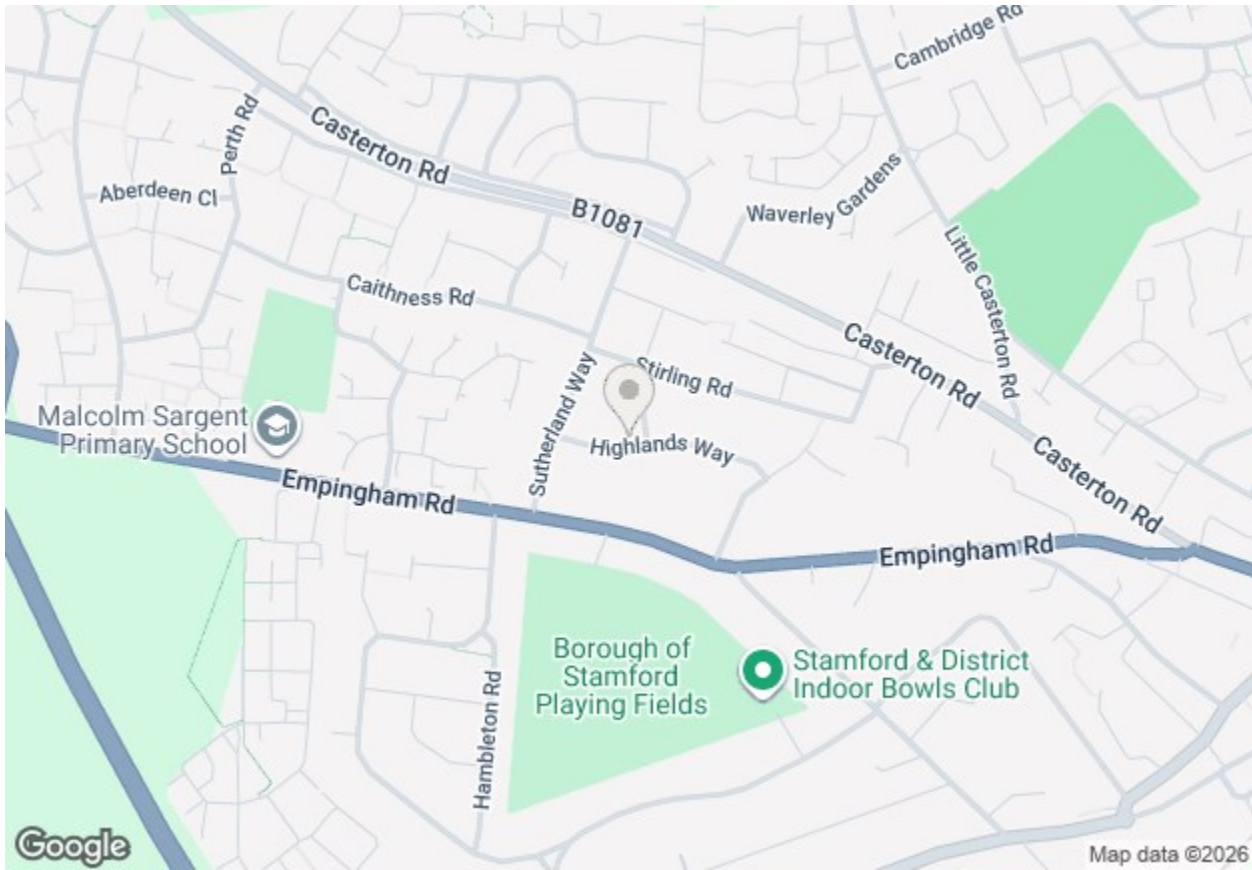 Cambridge Rd
Perth Rd
Casterton Rd
Aberdeen Cl
B1081
Waverley Gardens
Little Casterton Rd
Caithness Rd
Casterton Rd
Stirling Rd
Sutherland Way
Malcolm Sargent
Primary School
Highlands Way
Casterton Rd
Empingham Rd
Empingham Rd
Borough of
Stamford
Playing Fields
Stamford & District
Indoor Bowls Club
Hambleton Rd
Google
Map data ©2026